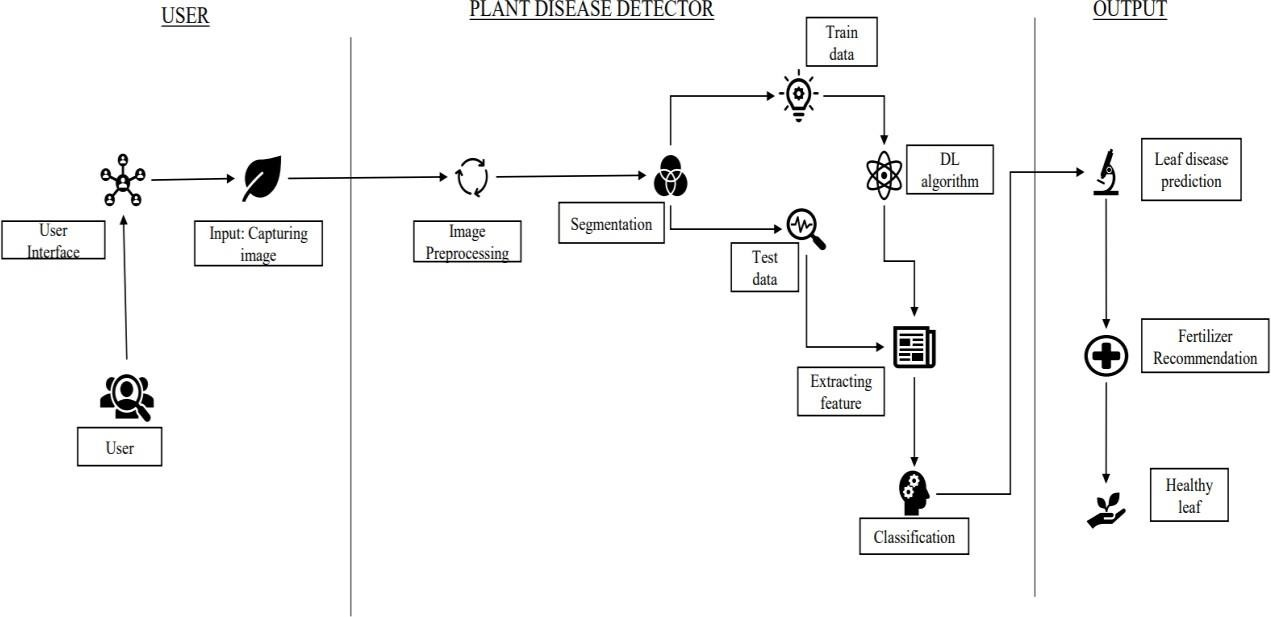 USER
PLANT DISEASE DETECTOR
OUTPUT
Train
data
DL
algorithm
Leaf disease
prediction
User
Interface
Input: Capturing
image
Image
Preprocessing
Segmentation
Test
data
Fertilizer
Recommendation
Extracting
feature
User
Healthy
leaf
Classification